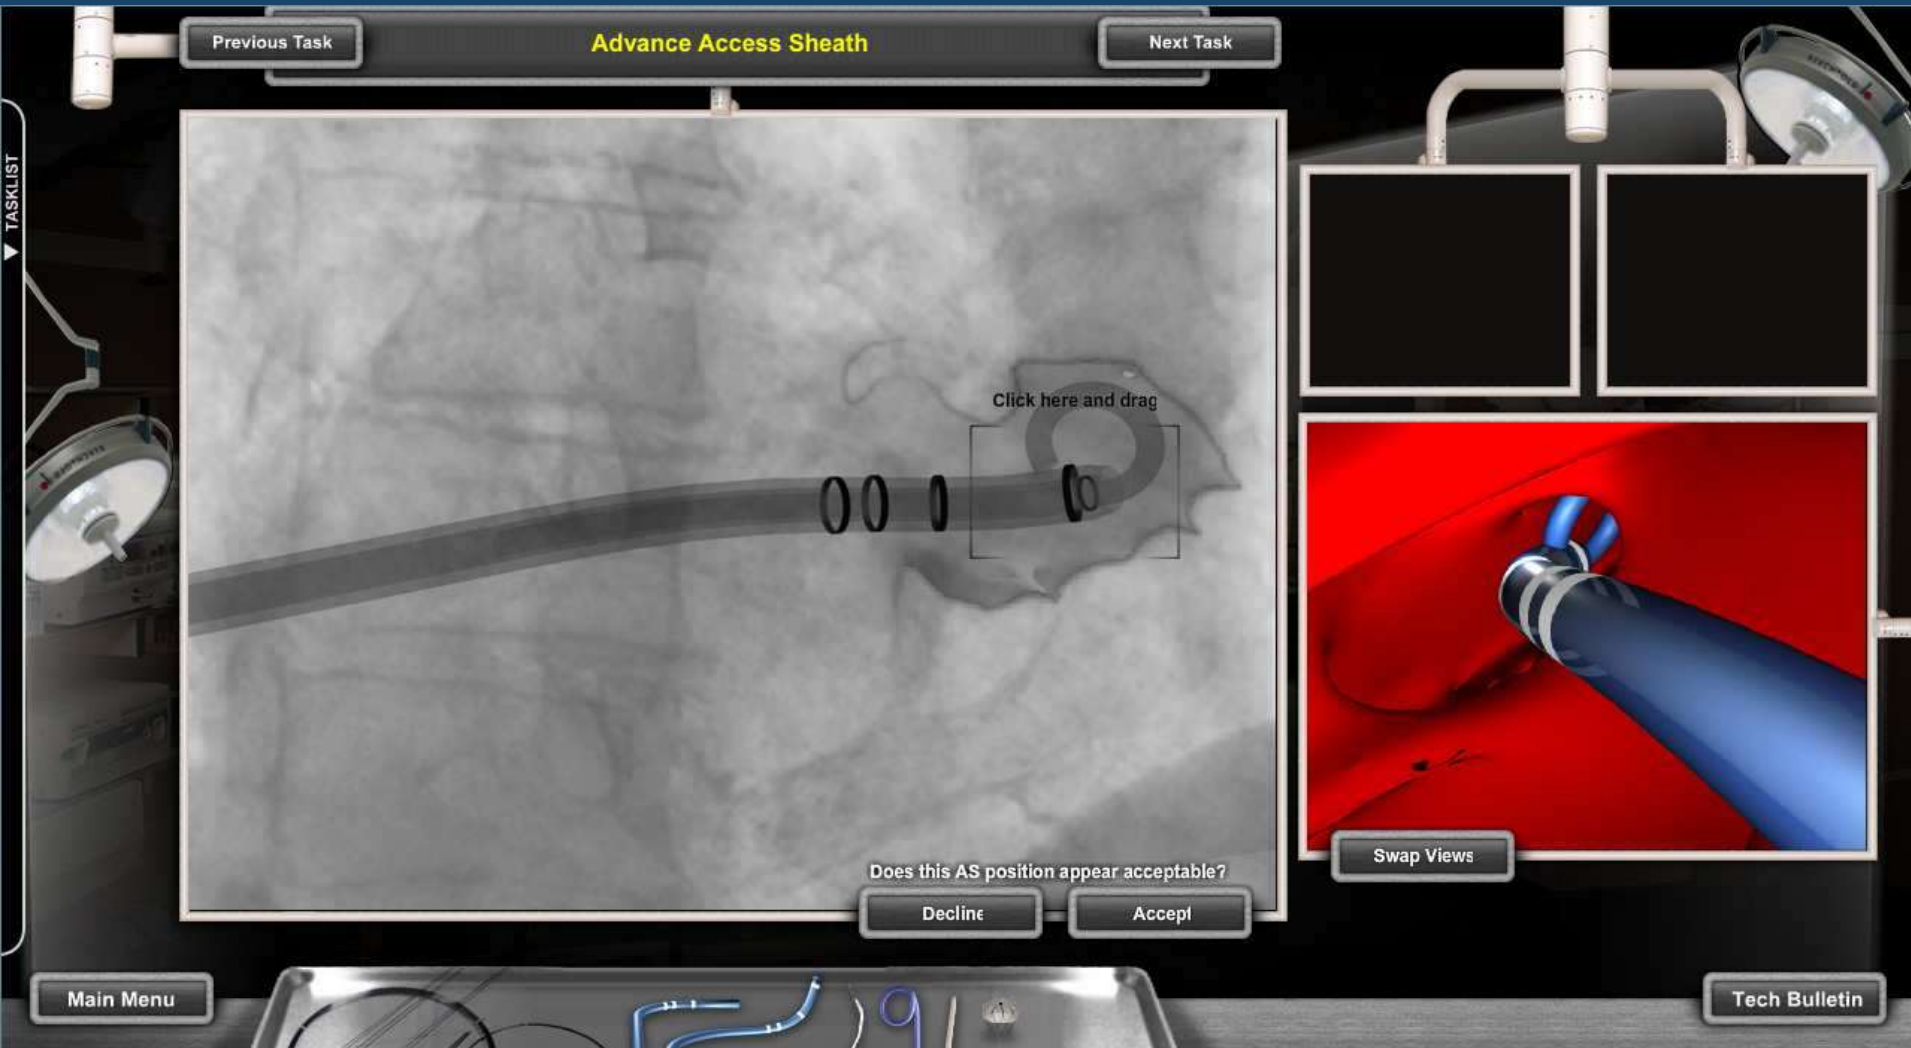 Previous Task
Advance Access Sheath
Next Task
TASKLIST
Click here and drag
Does this AS position appear acceptable?
Decline
Accept
Swap Views
Main Menu
Tech Bulletin